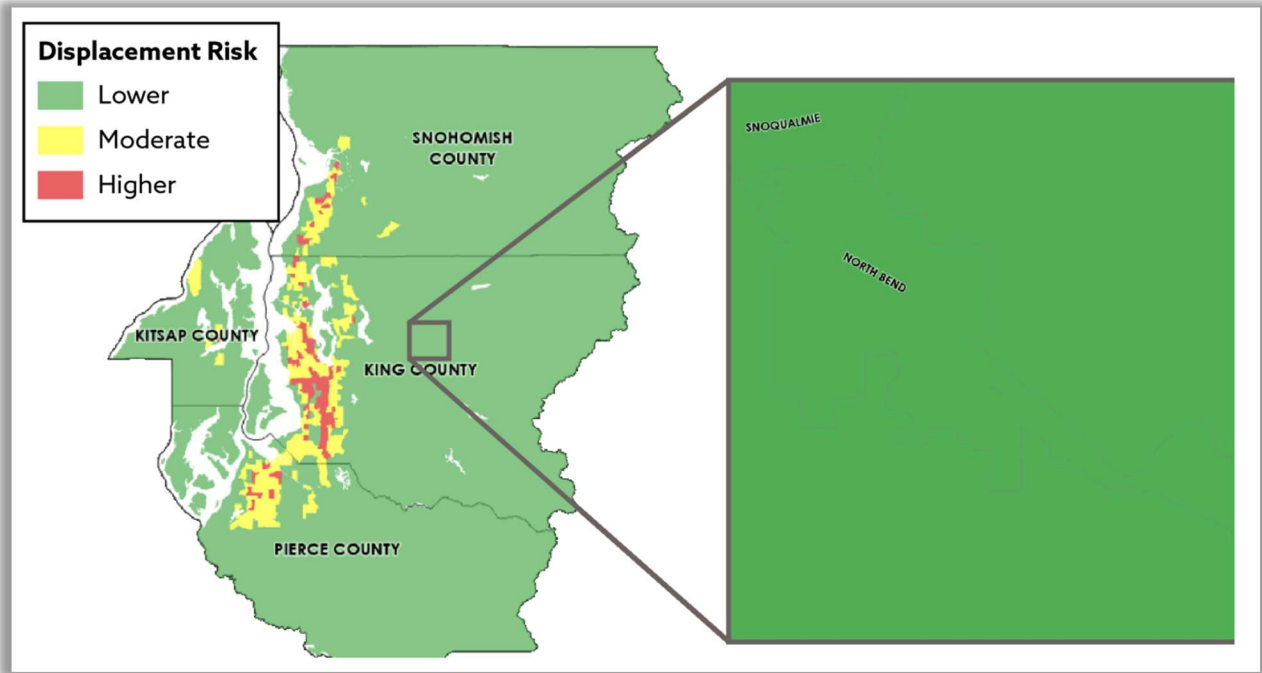 Displacement Risk
Lower
Moderate
Higher
SNOHOMISH
COUNTY
KITSAP COUNTY
KING COUNTY
PIERCE COUNTY
SNOQUALMIE
NORTH BEND